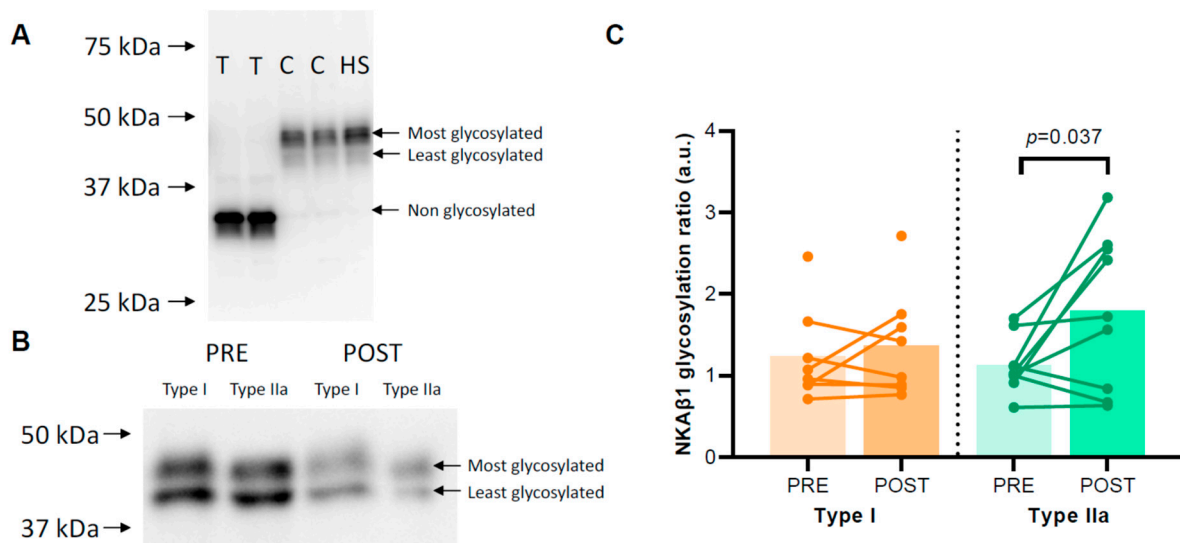 A
75 kDa
50 kDa
37 kDa
25 kDa
T T C C HS
Most glycosylated
Least glycosylated
Non glycosylated
B
PRE POST
Type I Type IIa Type I Type IIa
50 kDa
37 kDa
Most glycosylated
Least glycosylated
C
NKAβ1 glycosylation ratio (a.u.)
4
3
2
1
0
p=0.037
PRE POST PRE POST
Type I Type IIa